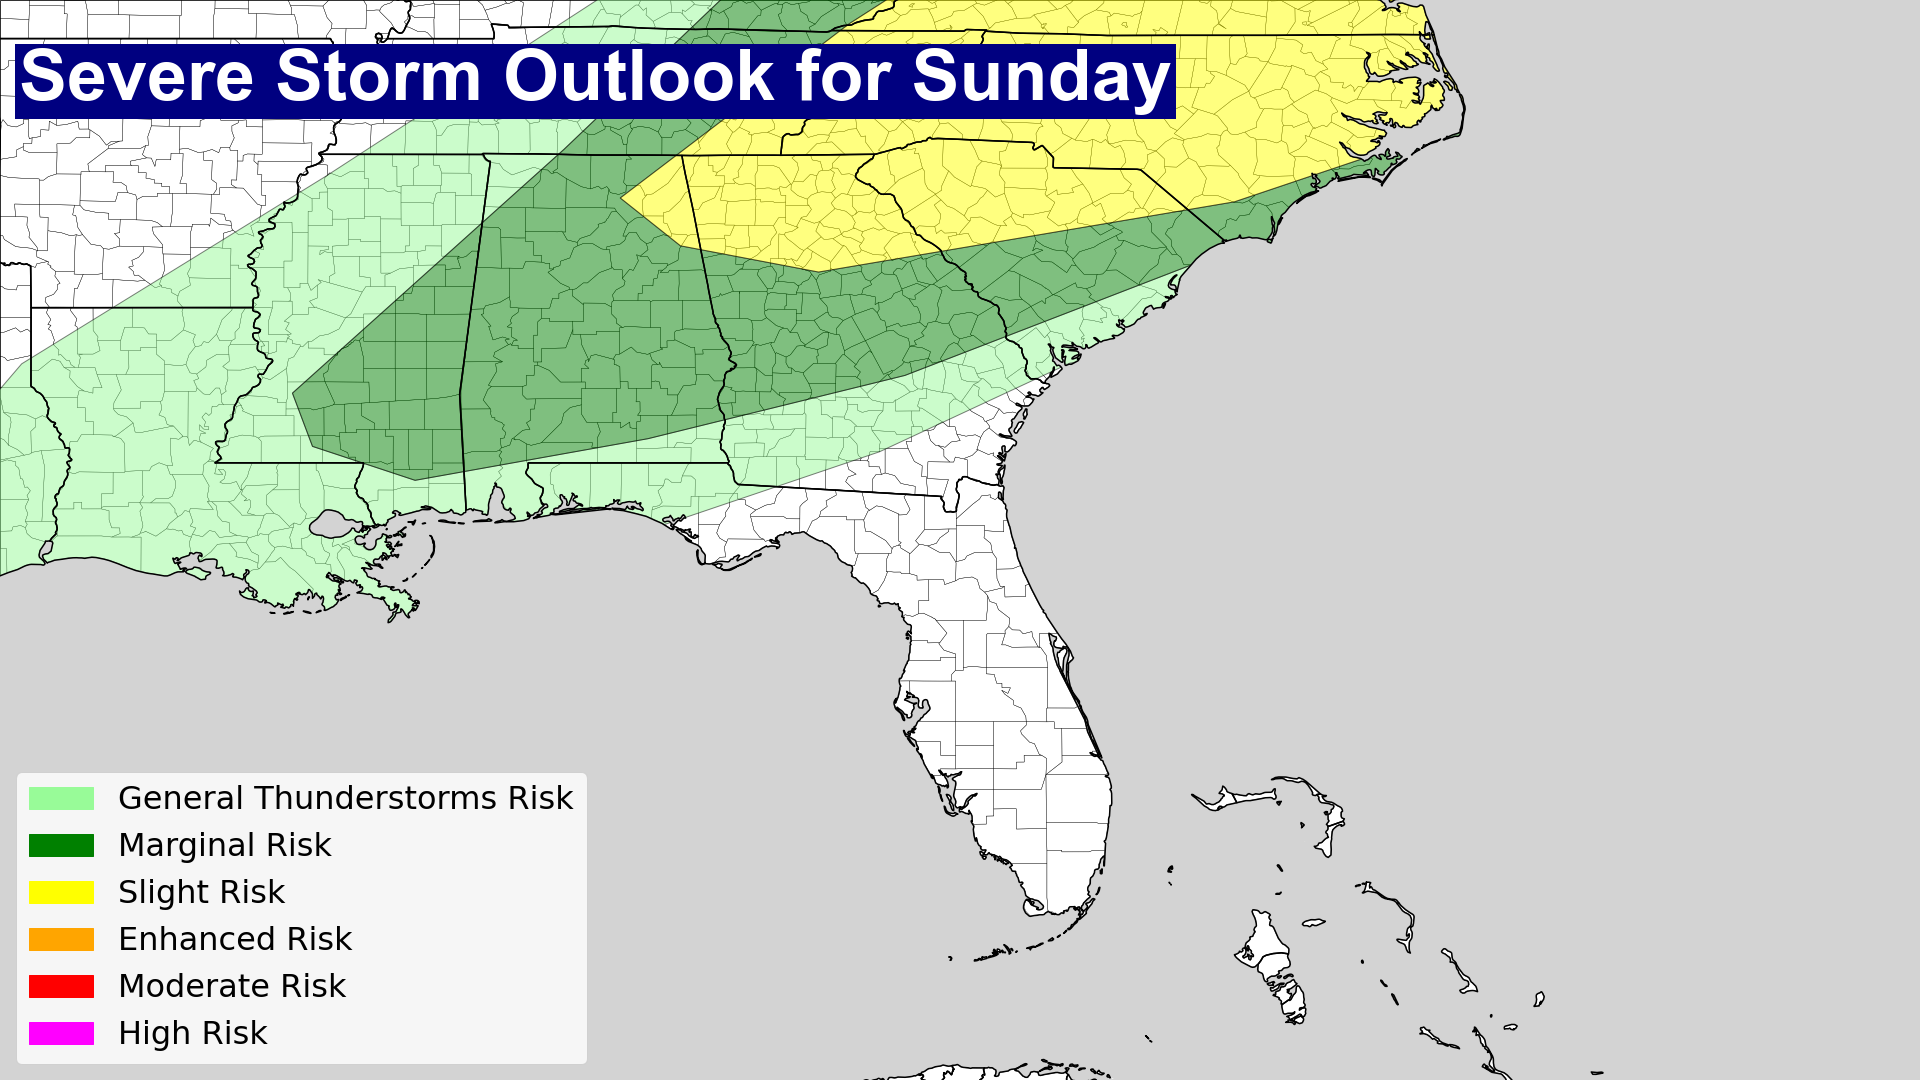 Severe Storm Outlook for Sunday
General Thunderstorms Risk
Marginal Risk
Slight Risk
Enhanced Risk
Moderate Risk
High Risk